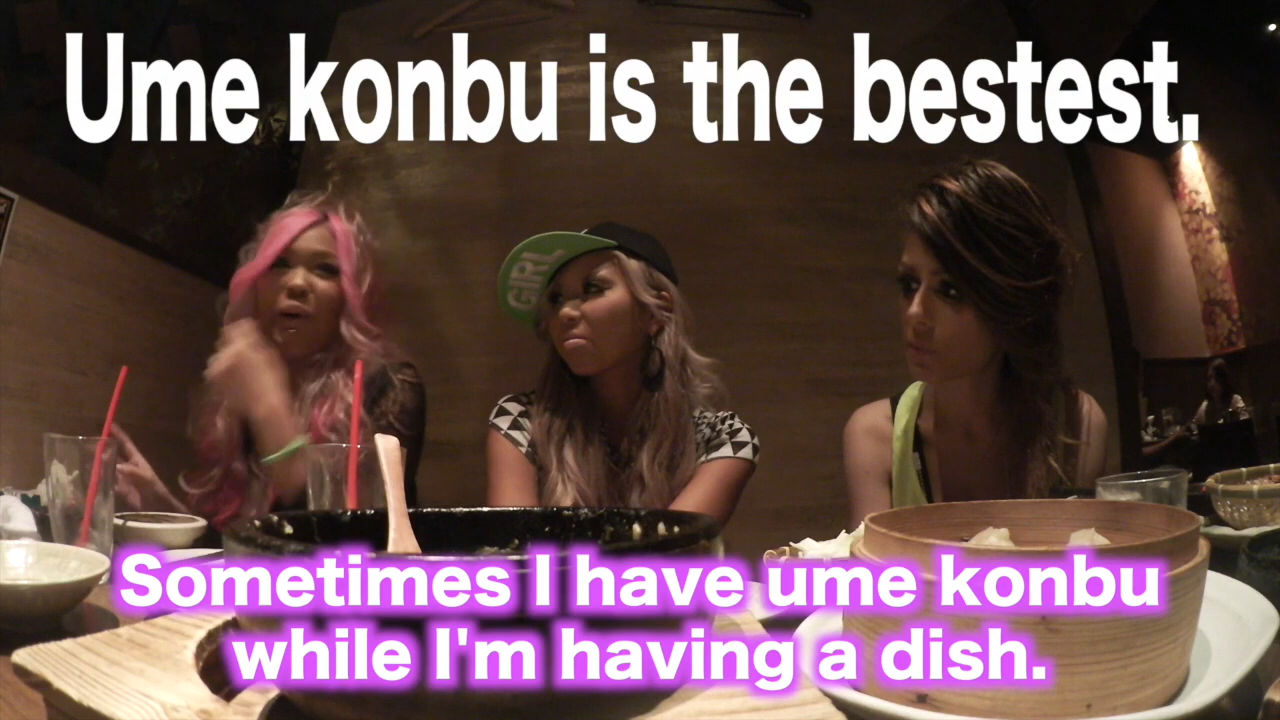 Ume konbu is the bestest.
GIRL
Sometimes I have ume konbu
while I'm having a dish.